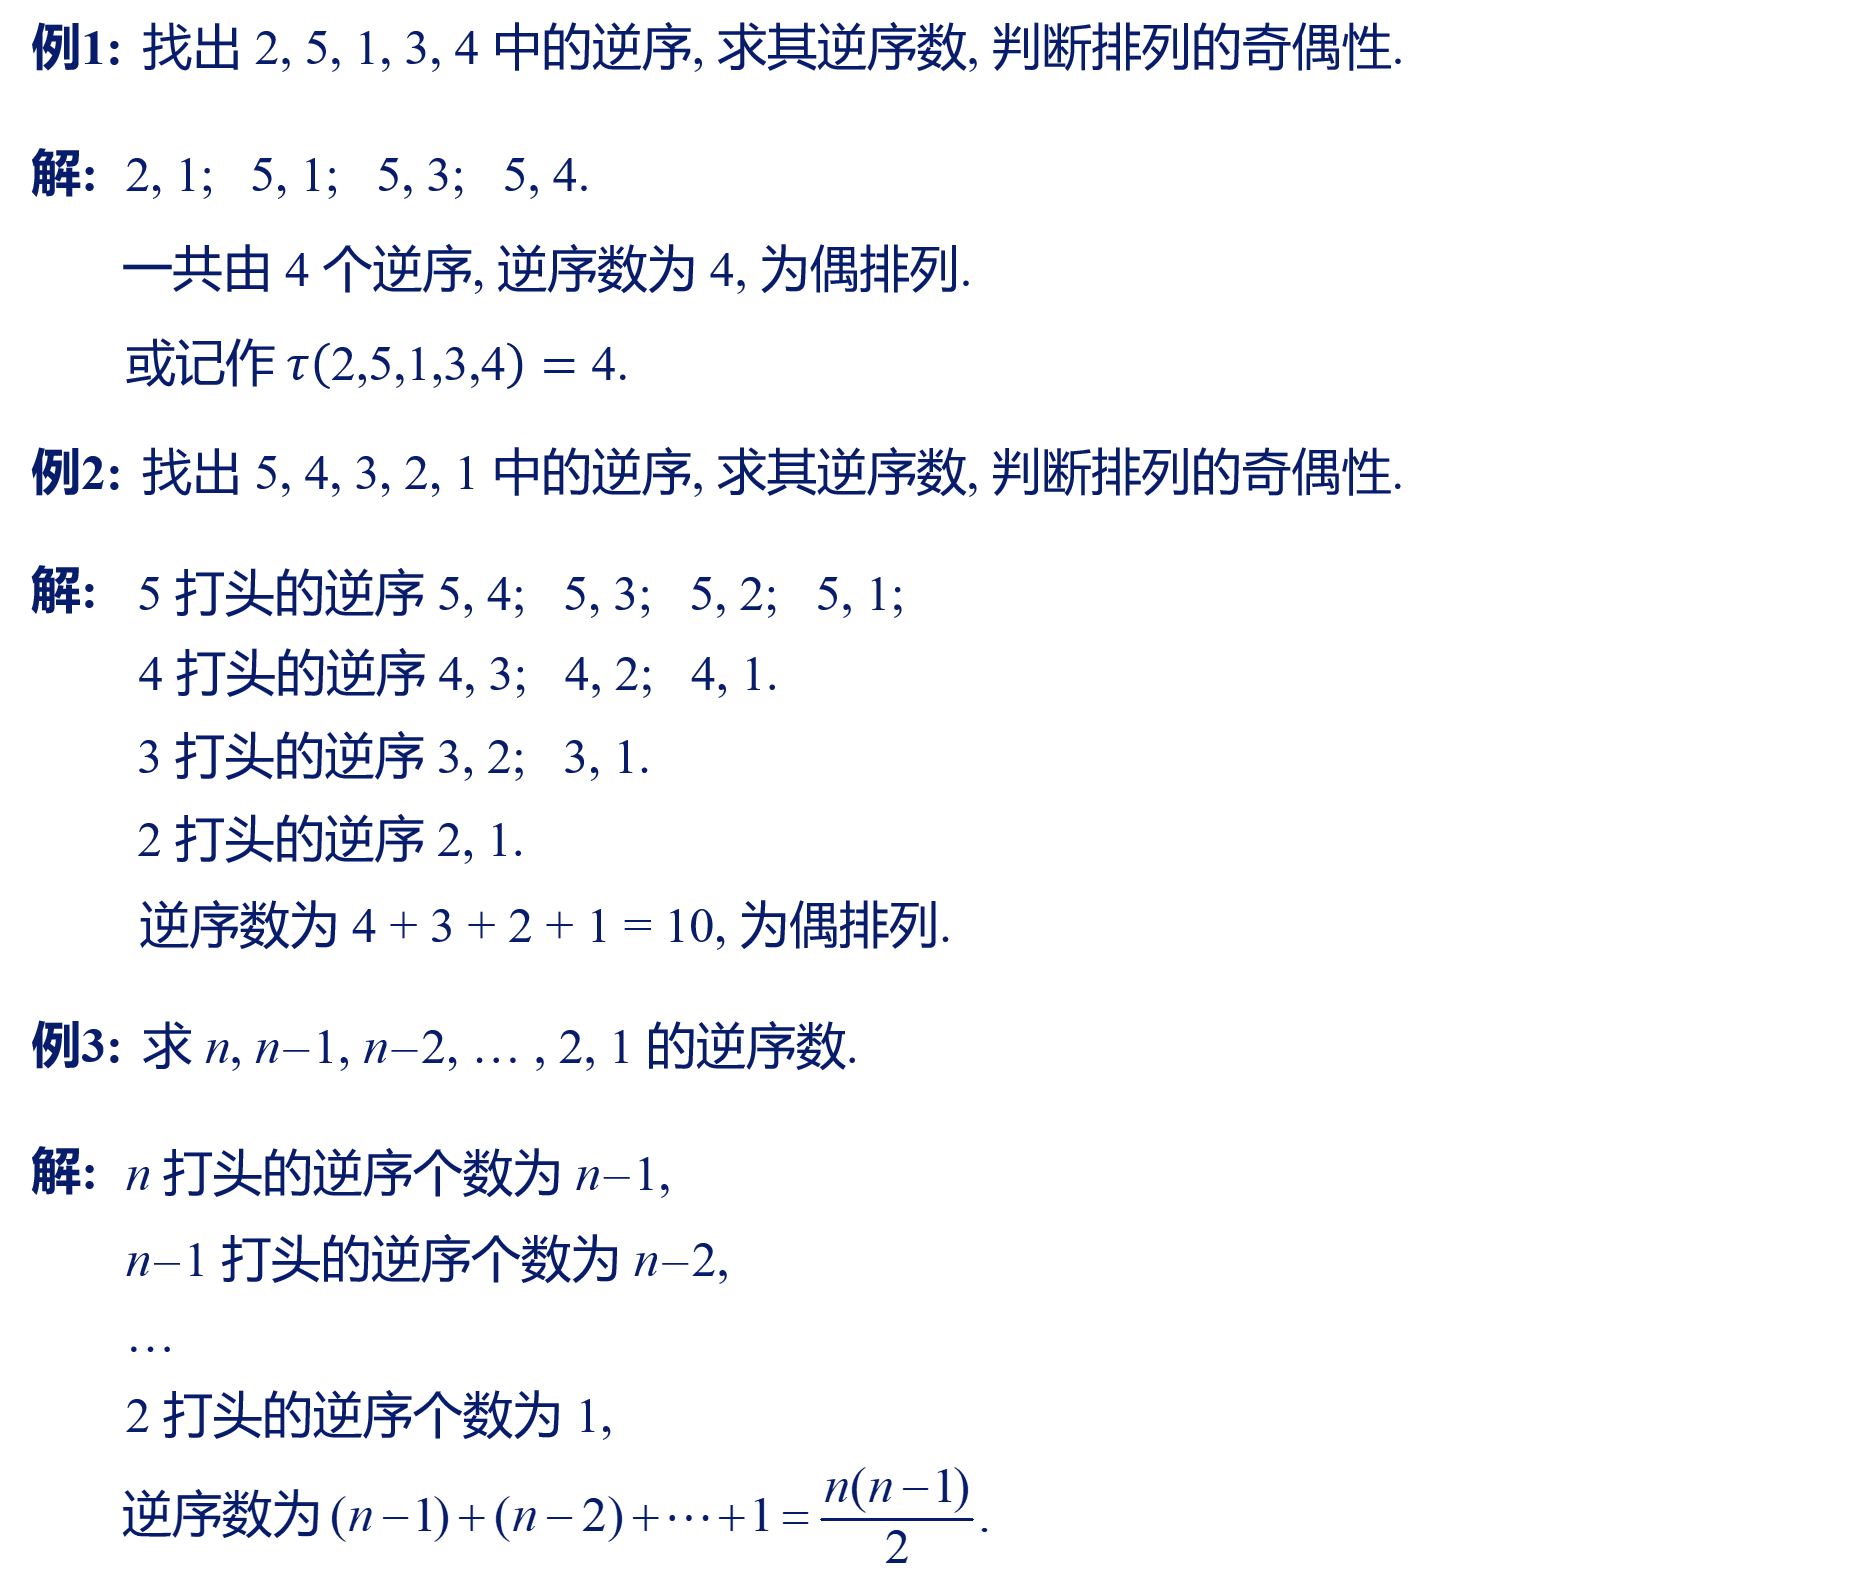 例1: 找出 2, 5, 1, 3, 4 中的逆序, 求其逆序数, 判断排列的奇偶性.
解: 2, 1; 5, 1; 5, 3; 5, 4.
一共由 4 个逆序, 逆序数为 4, 为偶排列.
或记作 τ(2,5,1,3,4) = 4.
例2: 找出 5, 4, 3, 2, 1 中的逆序, 求其逆序数, 判断排列的奇偶性.
解: 5 打头的逆序 5, 4; 5, 3; 5, 2; 5, 1;
4 打头的逆序 4, 3; 4, 2; 4, 1.
3 打头的逆序 3, 2; 3, 1.
2 打头的逆序 2, 1.
逆序数为 4 + 3 + 2 + 1 = 10, 为偶排列.
例3: 求 n, n−1, n−2, … , 2, 1 的逆序数.
解: n 打头的逆序个数为 n−1,
n−1 打头的逆序个数为 n−2,
…
2 打头的逆序个数为 1,
逆序数为 (n−1)+(n−2)+⋯+1 = n(n−1)/2.